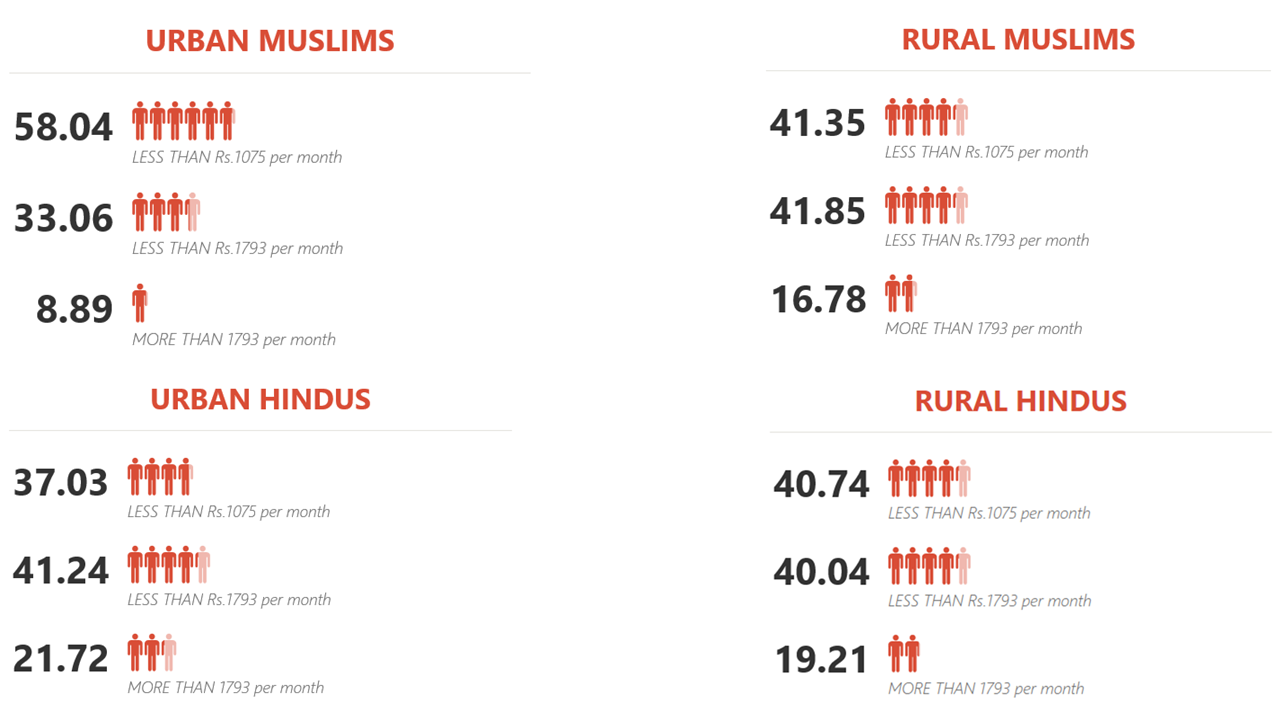 URBAN MUSLIMS
58.04
LESS THAN Rs.1075 per month
33.06
LESS THAN Rs.1793 per month
8.89
MORE THAN 1793 per month
RURAL MUSLIMS
41.35
LESS THAN Rs.1075 per month
41.85
LESS THAN Rs.1793 per month
16.78
MORE THAN 1793 per month
URBAN HINDUS
37.03
LESS THAN Rs.1075 per month
41.24
LESS THAN Rs.1793 per month
21.72
MORE THAN 1793 per month
RURAL HINDUS
40.74
LESS THAN Rs.1075 per month
40.04
LESS THAN Rs.1793 per month
19.21
MORE THAN 1793 per month